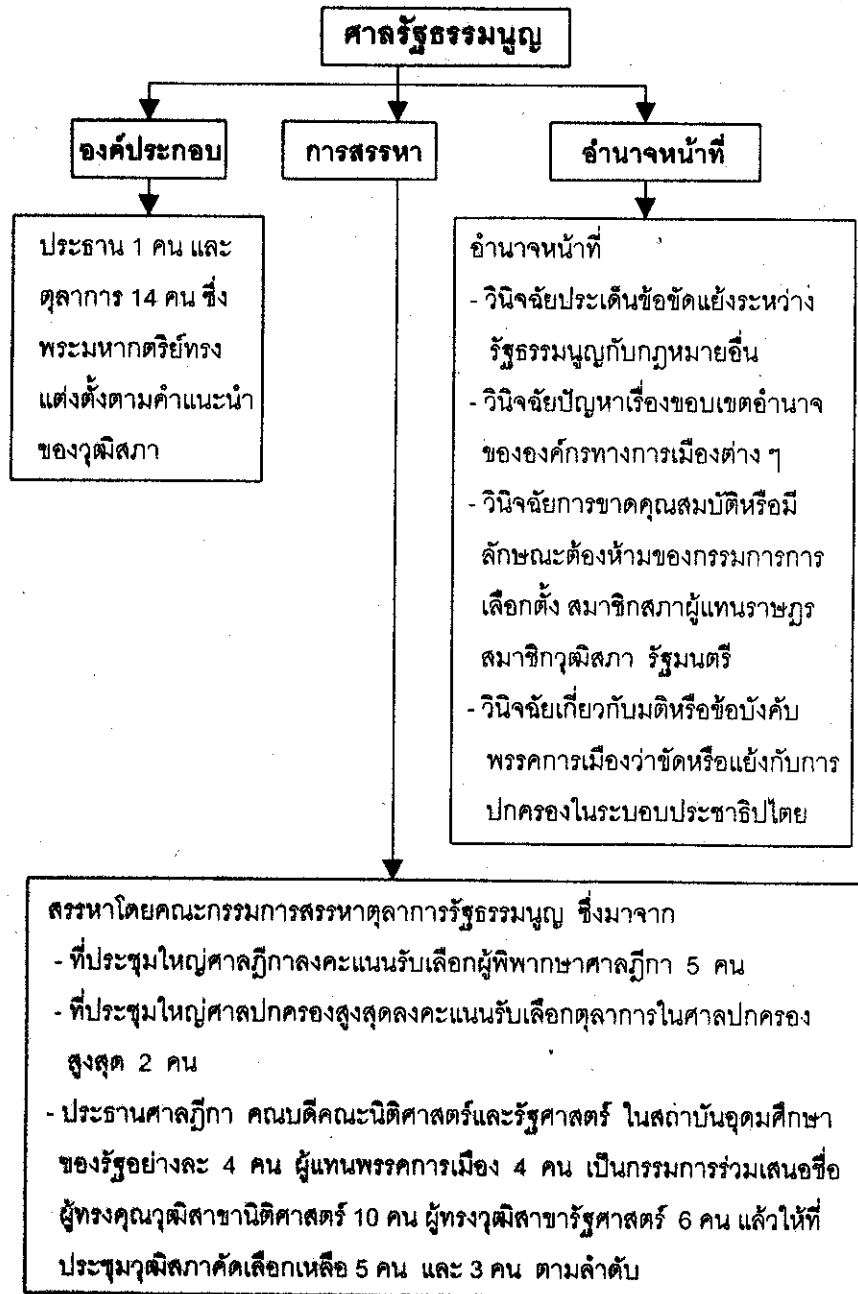 ศาลรัฐธรรมนูญ
องค์ประกอบ
การสรรหา
อำนาจหน้าที่
ประธาน 1 คน และ
ตุลาการ 14 คน ซึ่ง
พระมหากตริย์ทรง
แต่งตั้งตามคำแนะนำ
ของวุฒิสภา
อำนาจหน้าที่
- วินิจฉัยประเด็นข้อขัดแย้งระหว่าง
รัฐธรรมนูญกับกฎหมายอื่น
- วินิจฉัยปัญหาเรื่องขอบเขตอำนาจ
ขององค์กรทางการเมืองต่าง ๆ
- วินิจฉัยการขาดคุณสมบัติหรือมี
ลักษณะต้องห้ามของกรรมการการ
เลือกตั้ง สมาชิกสภาผู้แทนราษฎร
สมาชิกวุฒิสภา รัฐมนตรี
- วินิจฉัยเกี่ยวกับมติหรือข้อบังคับ
พรรคการเมืองว่าขัดหรือแย้งกับการ
ปกครองในระบอบประชาธิปไตย
สรรหาโดยคณะกรรมการสรรหาตุลาการรัฐธรรมนูญ ซึ่งมาจาก
- ที่ประชุมใหญ่ศาลฎีกาลงคะแนนรับเลือกผู้พิพากษาศาลฎีกา 5 คน
- ที่ประชุมใหญ่ศาลปกครองสูงสุดลงคะแนนรับเลือกตุลาการในศาลปกครอง
สูงสุด 2 คน
- ประธานศาลฎีกา คณบดีคณะนิติศาสตร์และรัฐศาสตร์ ในสถาบันอุดมศึกษา
ของรัฐอย่างละ 4 คน ผู้แทนพรรคการเมือง 4 คน เป็นกรรมการร่วมเสนอชื่อ
ผู้ทรงคุณวุฒิสาขานิติศาสตร์ 10 คน ผู้ทรงวุฒิสาขารัฐศาสตร์ 6 คน แล้วให้ที่
ประชุมวุฒิสภาคัดเลือกเหลือ 5 คน และ 3 คน ตามลำดับ